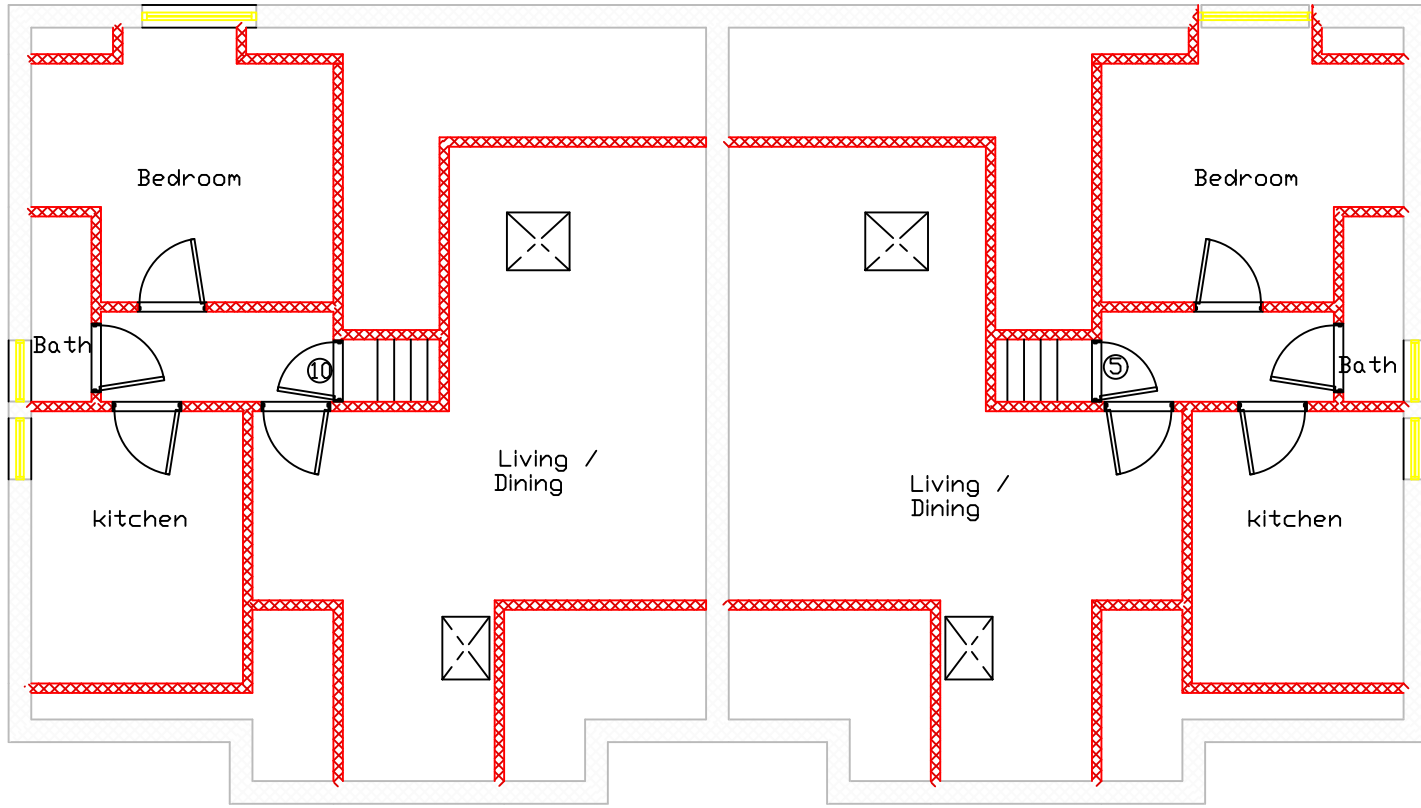 Bedroom
Bedroom
Bath
10
5
Bath
Living /
Dining
Living /
Dining
kitchen
kitchen